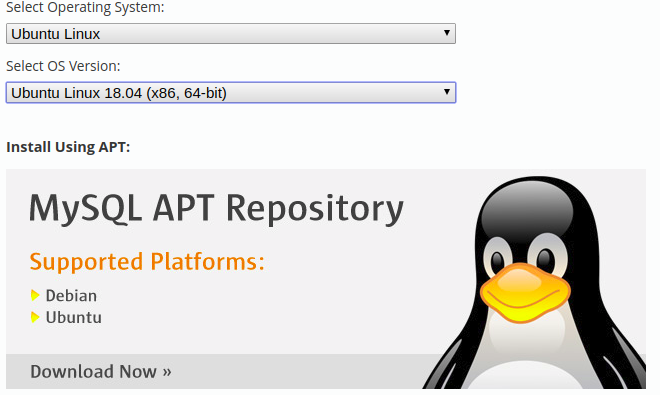 Select Operating System:
Ubuntu Linux
Select OS Version:
Ubuntu Linux 18.04 (x86, 64-bit)
Install Using APT:
MySQL APT Repository
Supported Platforms:
Debian
Ubuntu
Download Now »